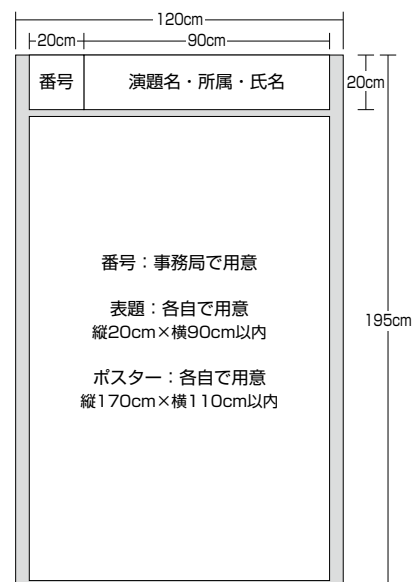 120cm
20cm 90cm
番号 演題名・所属・氏名 20cm
番号：事務局で用意
表題：各自で用意
縦20cm×横90cm以内
195cm
ポスター：各自で用意
縦170cm×横110cm以内